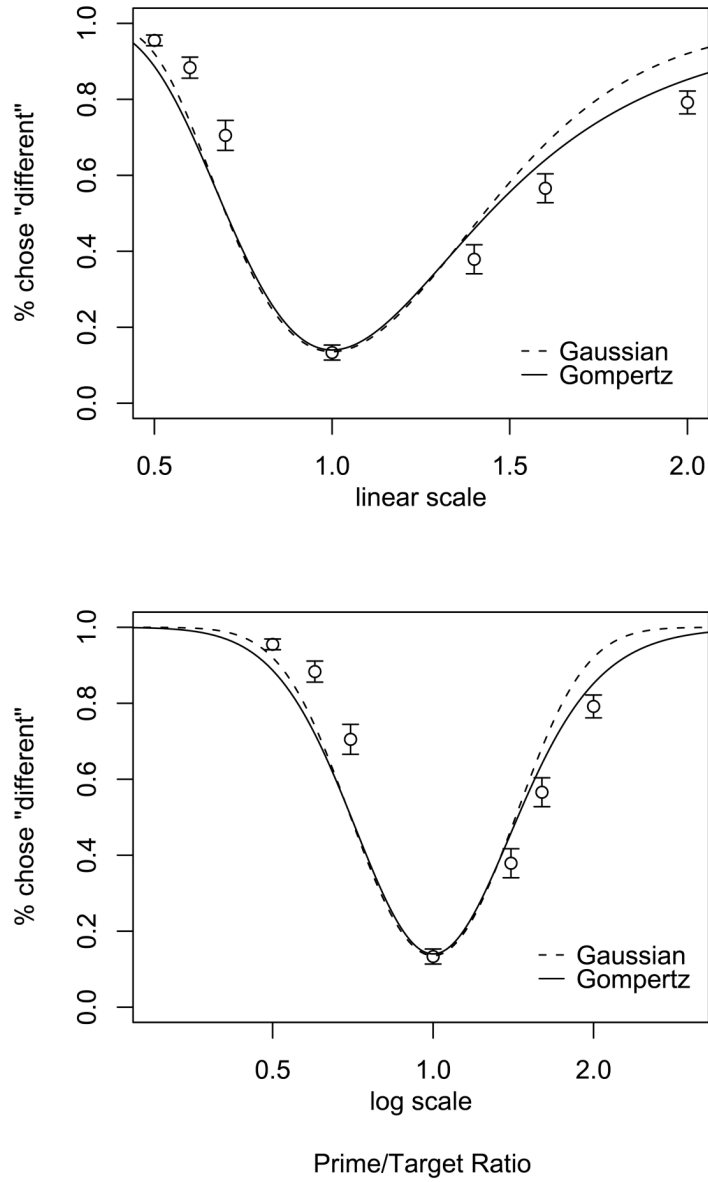 1.0
0.8
0.6
0.4
0.2
0.0
% chose "different"
Gaussian
Gompertz
0.5 1.0 1.5 2.0
linear scale
1.0
0.8
0.6
0.4
0.2
0.0
% chose "different"
Gaussian
Gompertz
0.5 1.0 2.0
log scale
Prime/Target Ratio